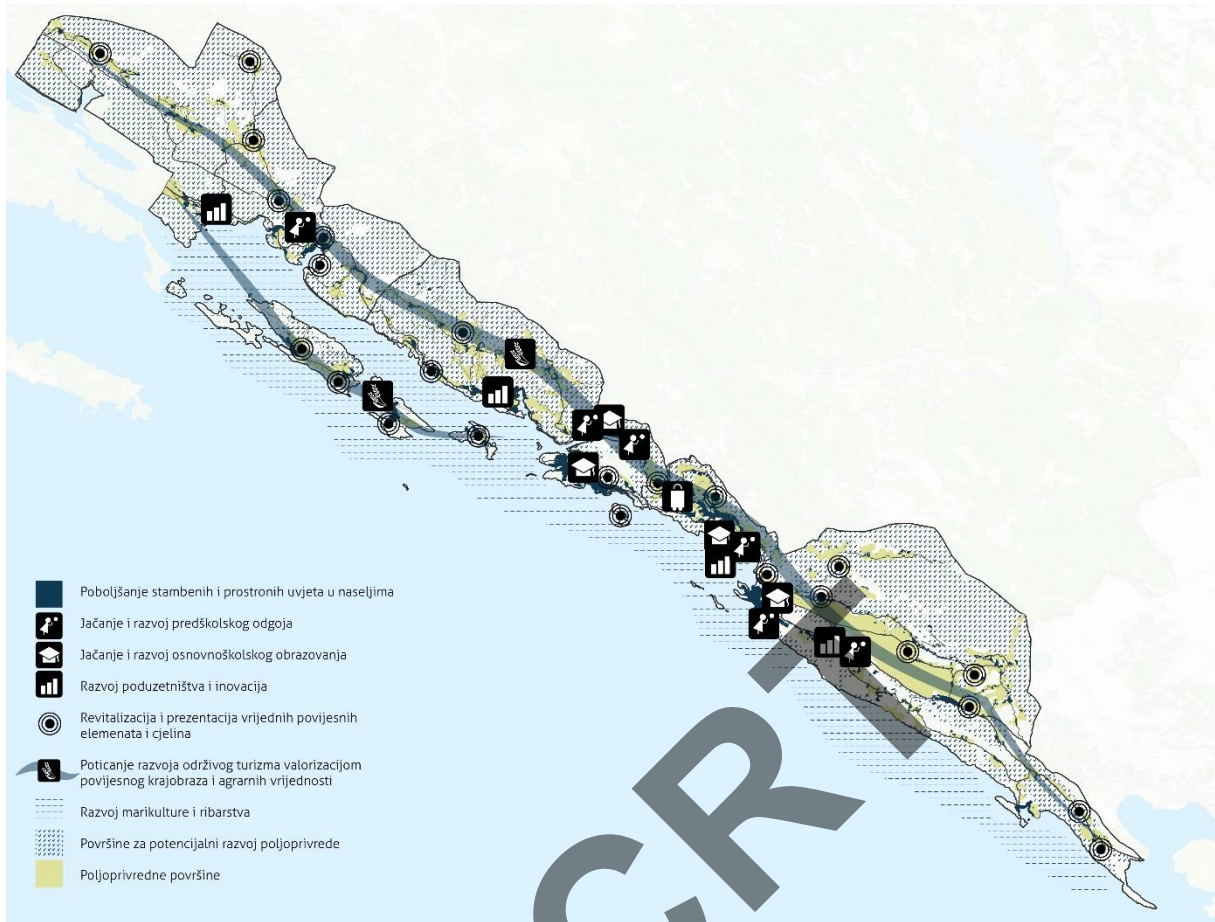 Poboljšanje stambenih i prostronih uvjeta u naseljima
Jačanje i razvoj predškolskog odgoja
Jačanje i razvoj osnovnoškolskog obrazovanja
Razvoj poduzetništva i inovacija
Revitalizacija i prezentacija vrijednih povijesnih
elemenata i cjelina
Poticanje razvoja održivog turizma valorizacijom
povijesnog krajobraza i agrarnih vrijednosti
Razvoj marikulture i ribarstva
Površine za potencijalni razvoj poljoprivrede
Poljoprivredne površine
CRT